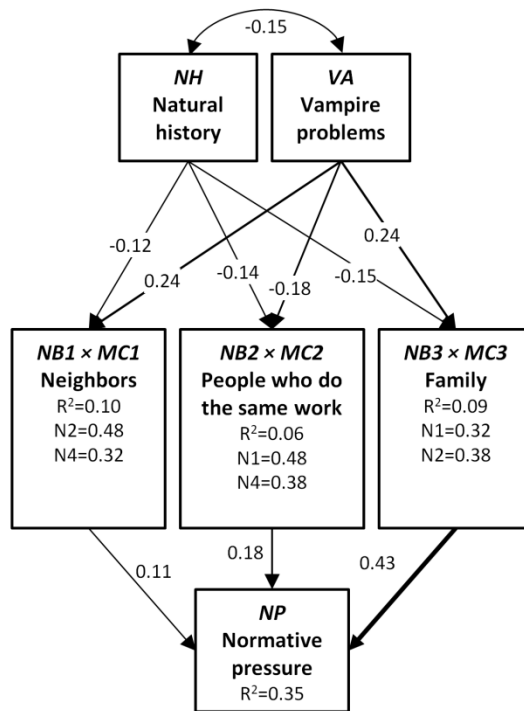 -0.15
NH
Natural
history
VA
Vampire
problems
-0.12
0.24
-0.14
-0.18
0.24
-0.15
NB1 × MC1
Neighbors
R²=0.10
N2=0.48
N4=0.32
NB2 × MC2
People who do
the same work
R²=0.06
N1=0.48
N4=0.38
NB3 × MC3
Family
R²=0.09
N1=0.32
N2=0.38
0.11
0.18
0.43
NP
Normative
pressure
R²=0.35